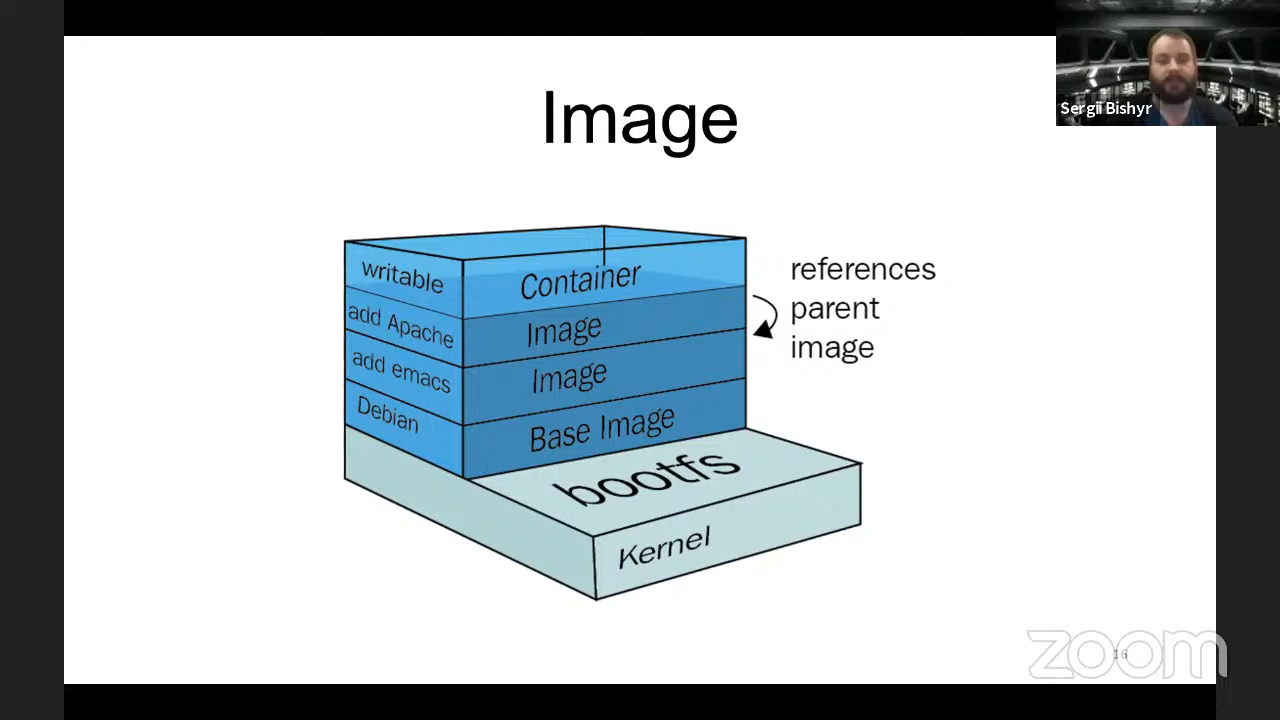 Sergii Bishyr
Image
writable
Container
references
parent
image
add Apache
Image
add emacs
Image
Debian
Base Image
bootfs
Kernel
zoom
16